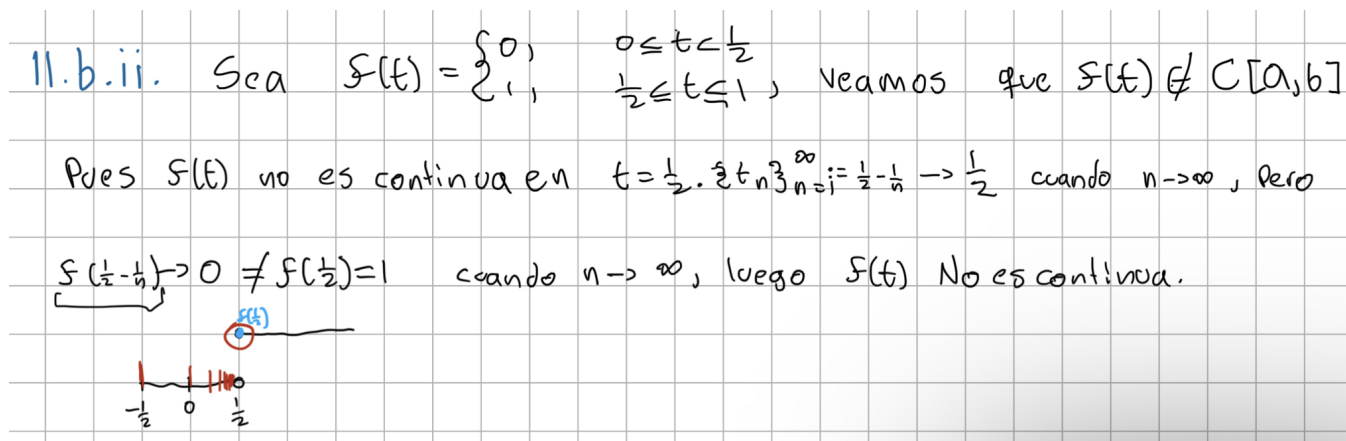 11.b.ii. Sea f(t) = { 0, 0 ≤ t < 1/2
1, 1/2 ≤ t ≤ 1, veamos que f(t) ∉ C[a,b]
Pues f(t) no es continua en t = 1/2. {tn}∞n=1 := 1/2 - 1/n -> 1/2 cuando n->∞, Pero
f(1/2 - 1/n) -> 0 ≠ f(1/2) = 1 cuando n -> ∞, luego f(t) No es continua.
f(1/2)
-1/2 0 1/2